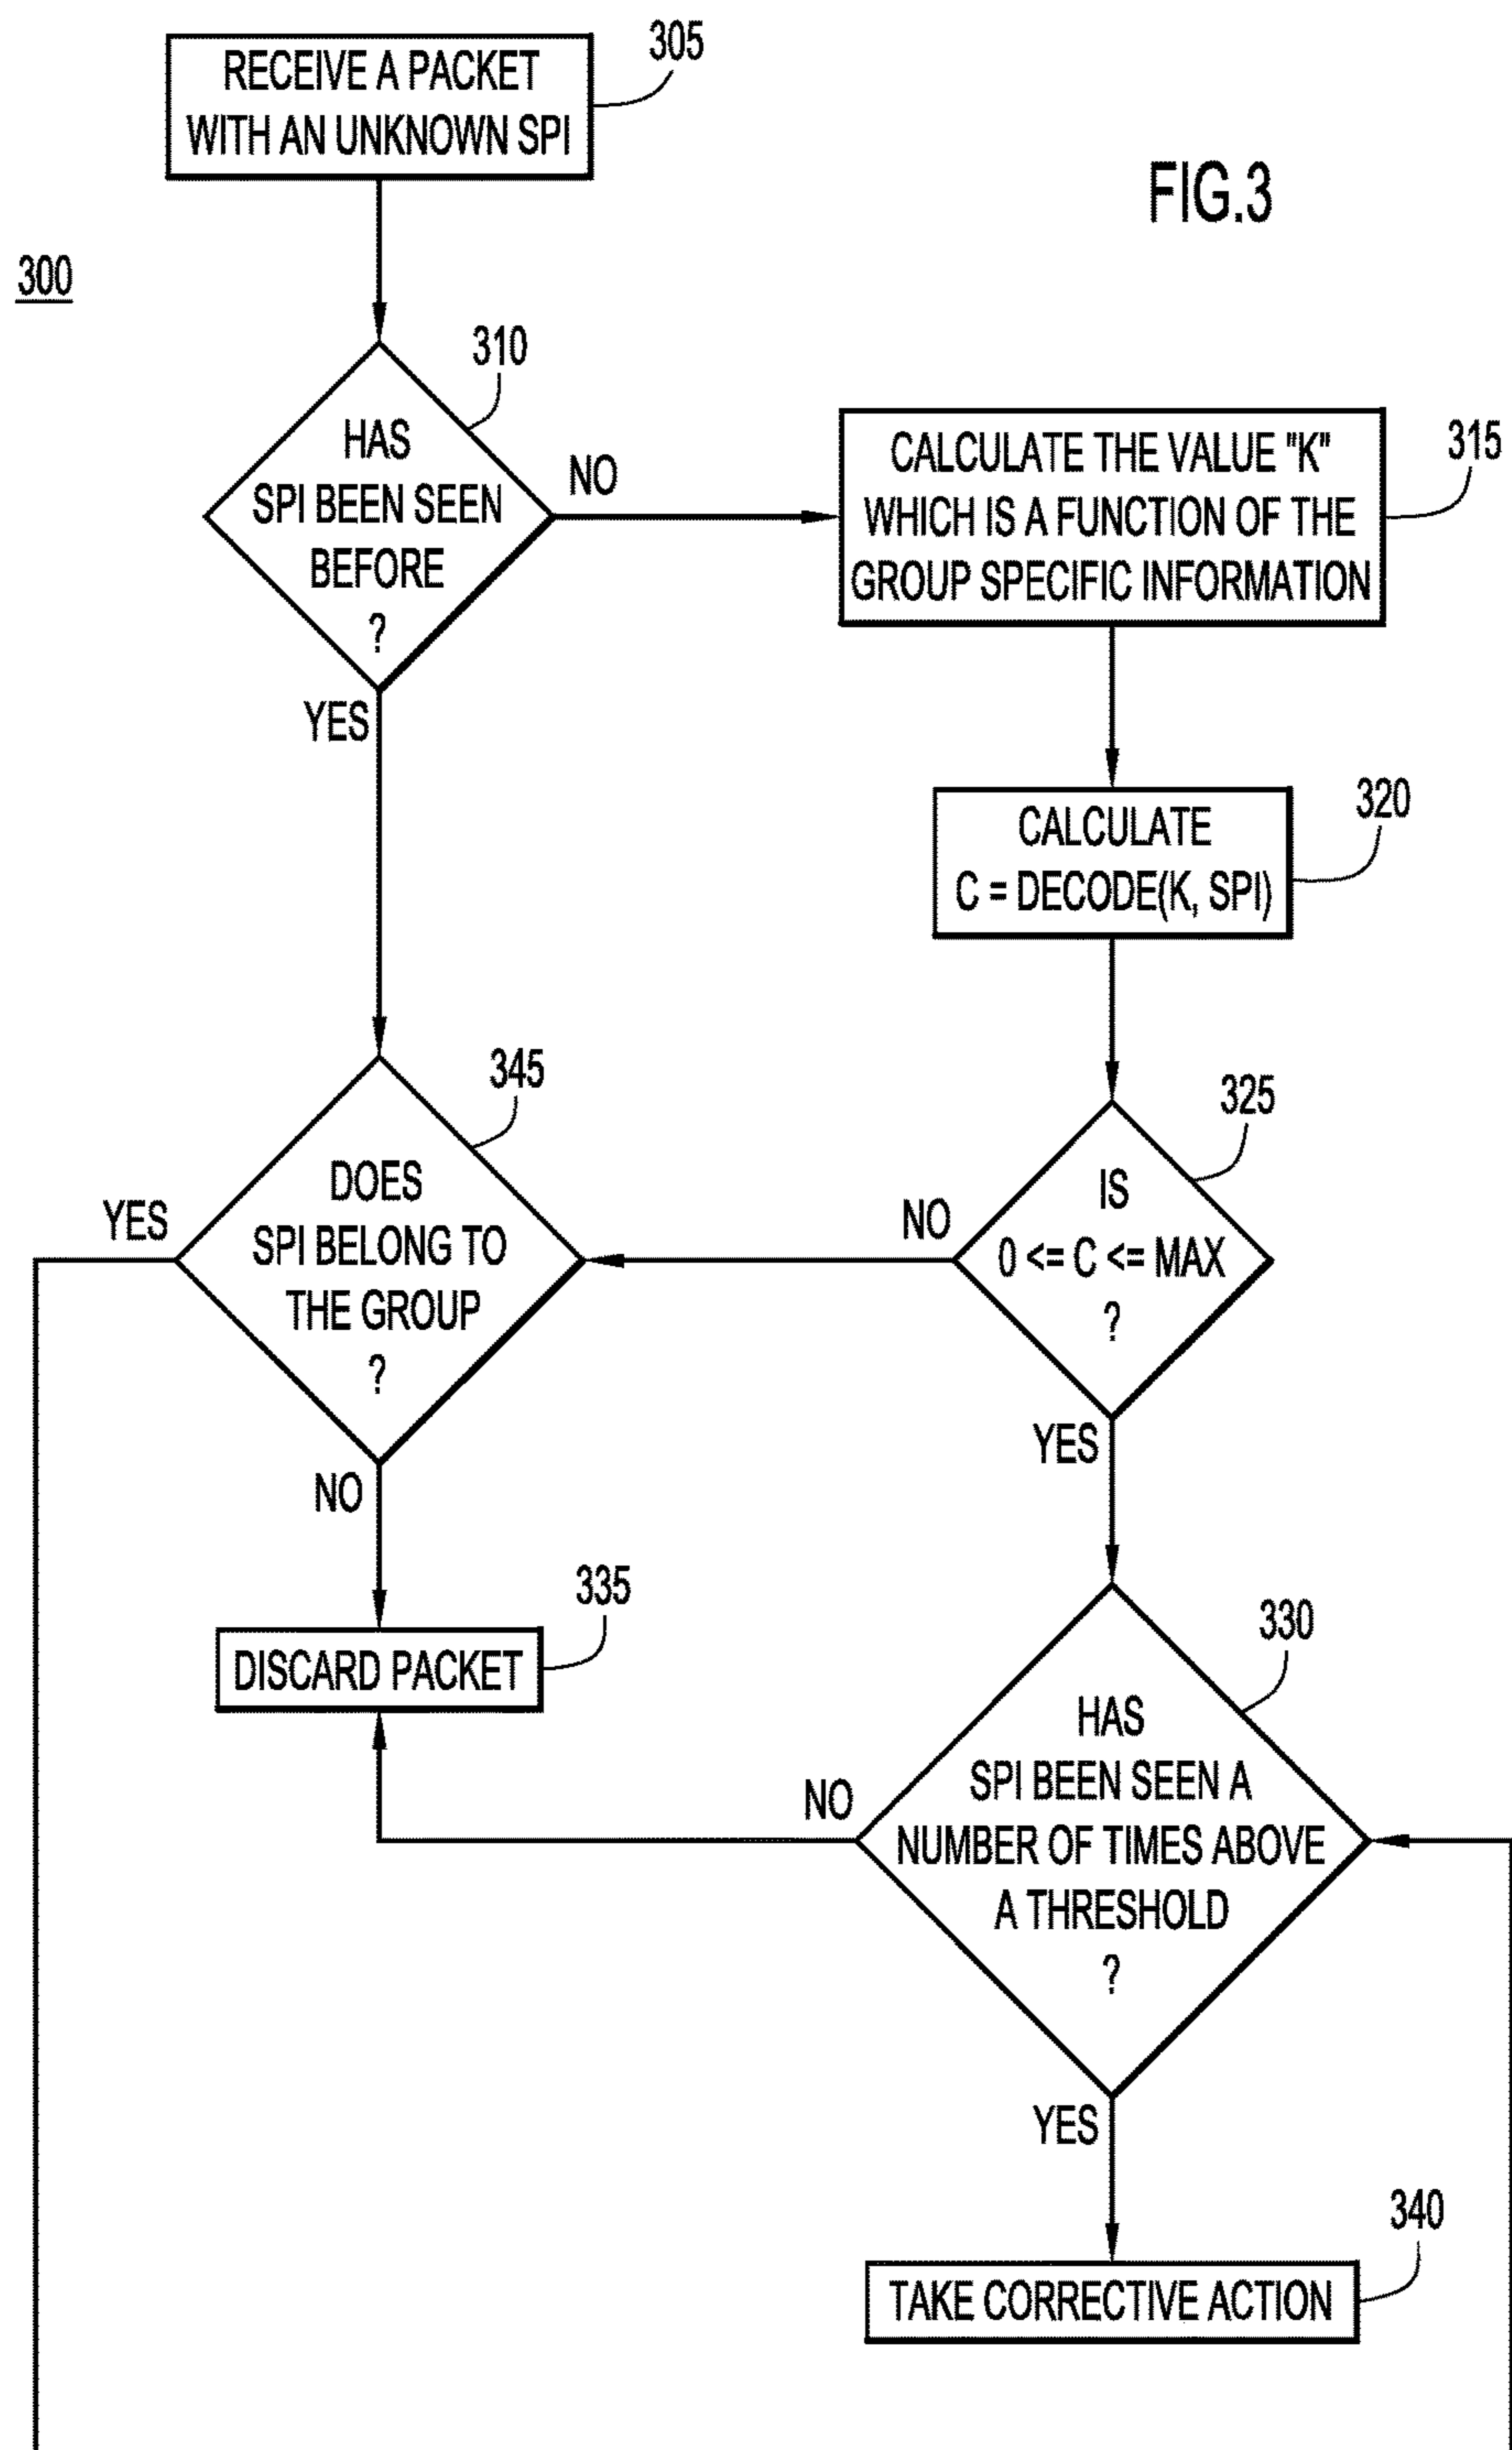 RECEIVE A PACKET
WITH AN UNKNOWN SPI
305
FIG.3
300
310
HAS
SPI BEEN SEEN
BEFORE
?
NO
YES
CALCULATE THE VALUE "K"
WHICH IS A FUNCTION OF THE
GROUP SPECIFIC INFORMATION
315
CALCULATE
C = DECODE(K, SPI)
320
345
DOES
SPI BELONG TO
THE GROUP
?
YES
NO
325
IS
0 <= C <= MAX
?
NO
YES
DISCARD PACKET
335
330
HAS
SPI BEEN SEEN A
NUMBER OF TIMES ABOVE
A THRESHOLD
?
NO
YES
340
TAKE CORRECTIVE ACTION